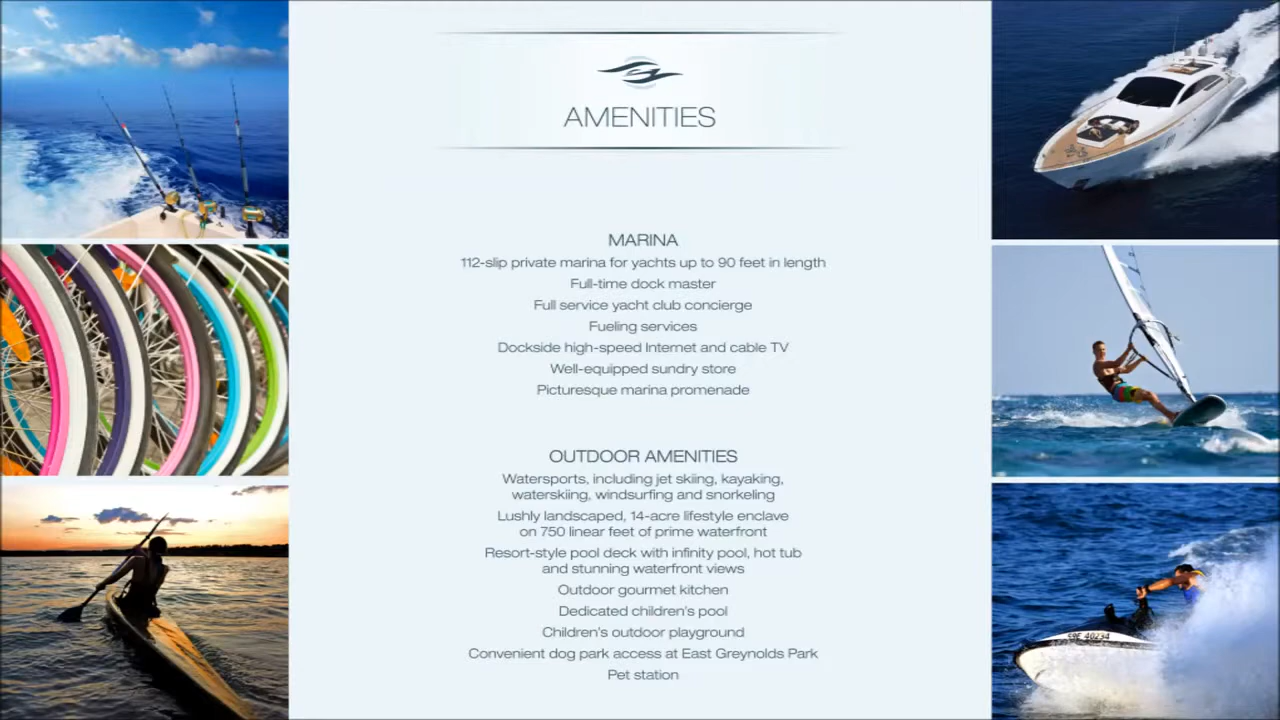 AMENITIES
MARINA
112-slip private marina for yachts up to 90 feet in length
Full-time dock master
Full service yacht club concierge
Fueling services
Dockside high-speed Internet and cable TV
Well-equipped sundry store
Picturesque marina promenade
OUTDOOR AMENITIES
Watersports, including jet skiing, kayaking,
waterskiing, windsurfing and snorkeling
Lushly landscaped, 14-acre lifestyle enclave
on 750 linear feet of prime waterfront
Resort-style pool deck with infinity pool, hot tub
and stunning waterfront views
Outdoor gourmet kitchen
Dedicated children's pool
Children's outdoor playground
Convenient dog park access at East Greynolds Park
Pet station
40234